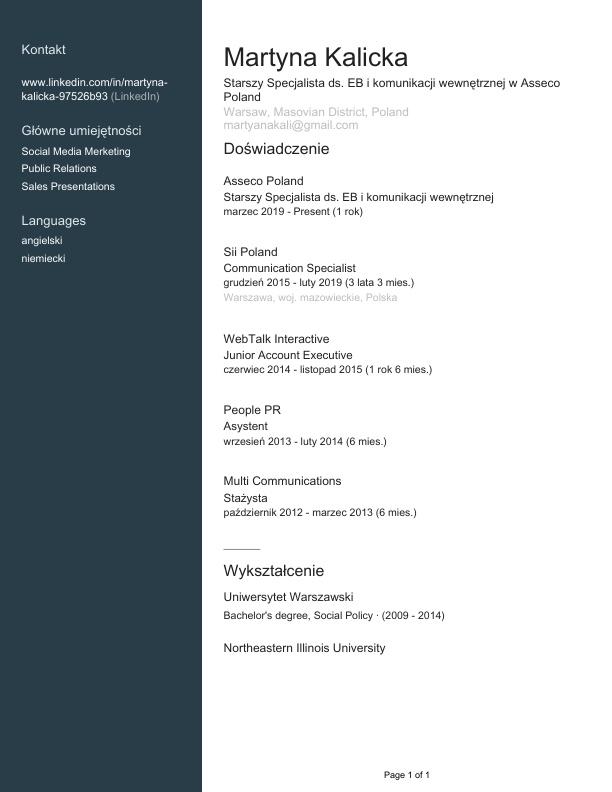 Kontakt
www.linkedin.com/in/martyna-
kalicka-97526b93 (LinkedIn)
Główne umiejętności
Social Media Marketing
Public Relations
Sales Presentations
Languages
angielski
niemiecki
Martyna Kalicka
Starszy Specjalista ds. EB i komunikacji wewnętrznej w Asseco
Poland
Warsaw, Masovian District, Poland
martyanakali@gmail.com
Doświadczenie
Asseco Poland
Starszy Specjalista ds. EB i komunikacji wewnętrznej
marzec 2019 - Present (1 rok)
Sii Poland
Communication Specialist
grudzień 2015 - luty 2019 (3 lata 3 mies.)
Warszawa, woj. mazowieckie, Polska
WebTalk Interactive
Junior Account Executive
czerwiec 2014 - listopad 2015 (1 rok 6 mies.)
People PR
Asystent
wrzesień 2013 - luty 2014 (6 mies.)
Multi Communications
Stażysta
październik 2012 - marzec 2013 (6 mies.)
Wykształcenie
Uniwersytet Warszawski
Bachelor's degree, Social Policy · (2009 - 2014)
Northeastern Illinois University
Page 1 of 1